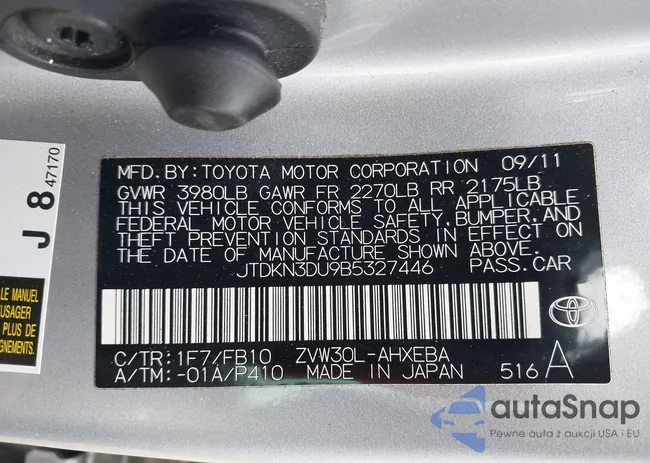 J 8 47170
LE MANUEL
USAGER
PLUS DE
GNEMENTS.
MFD. BY: TOYOTA MOTOR CORPORATION 09/11
GVWR 3980LB GAWR FR 2270LB RR 2175LB
THIS VEHICLE CONFORMS TO ALL APPLICABLE
FEDERAL MOTOR VEHICLE SAFETY, BUMPER, AND
THEFT PREVENTION STANDARDS IN EFFECT ON
THE DATE OF MANUFACTURE SHOWN ABOVE.
JTDKN3DU9B5327446 PASS. CAR
C/TR: 1F7/FB10 ZVW30L-AHXEBA
A/TM: -01A/P410 MADE IN JAPAN 516 A
autaSnap
Pewne auta z aukcji USA i EU